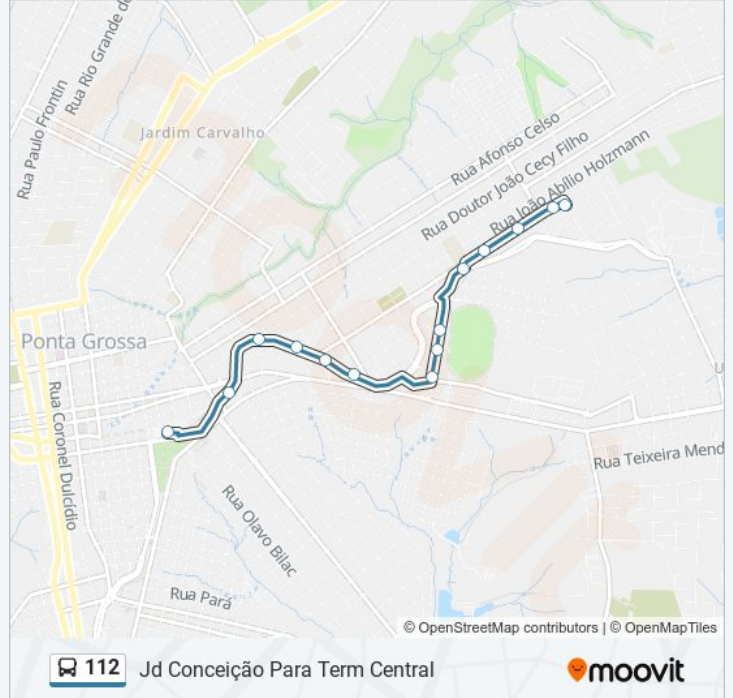 Rua Rio Grande do
Rua Paulo Frontin
Jardim Carvalho
Rua Afonso Celso
Rua Doutor João Cecy Filho
Rua João Abílio Holzmann
Ponta Grossa
Rua Coronel Dulcídio
U
Rua Teixeira Mend
Rua Olavo Bilac
Rua Pará
© OpenStreetMap contributors | © OpenMapTiles
112 Jd Conceição Para Term Central
moovit